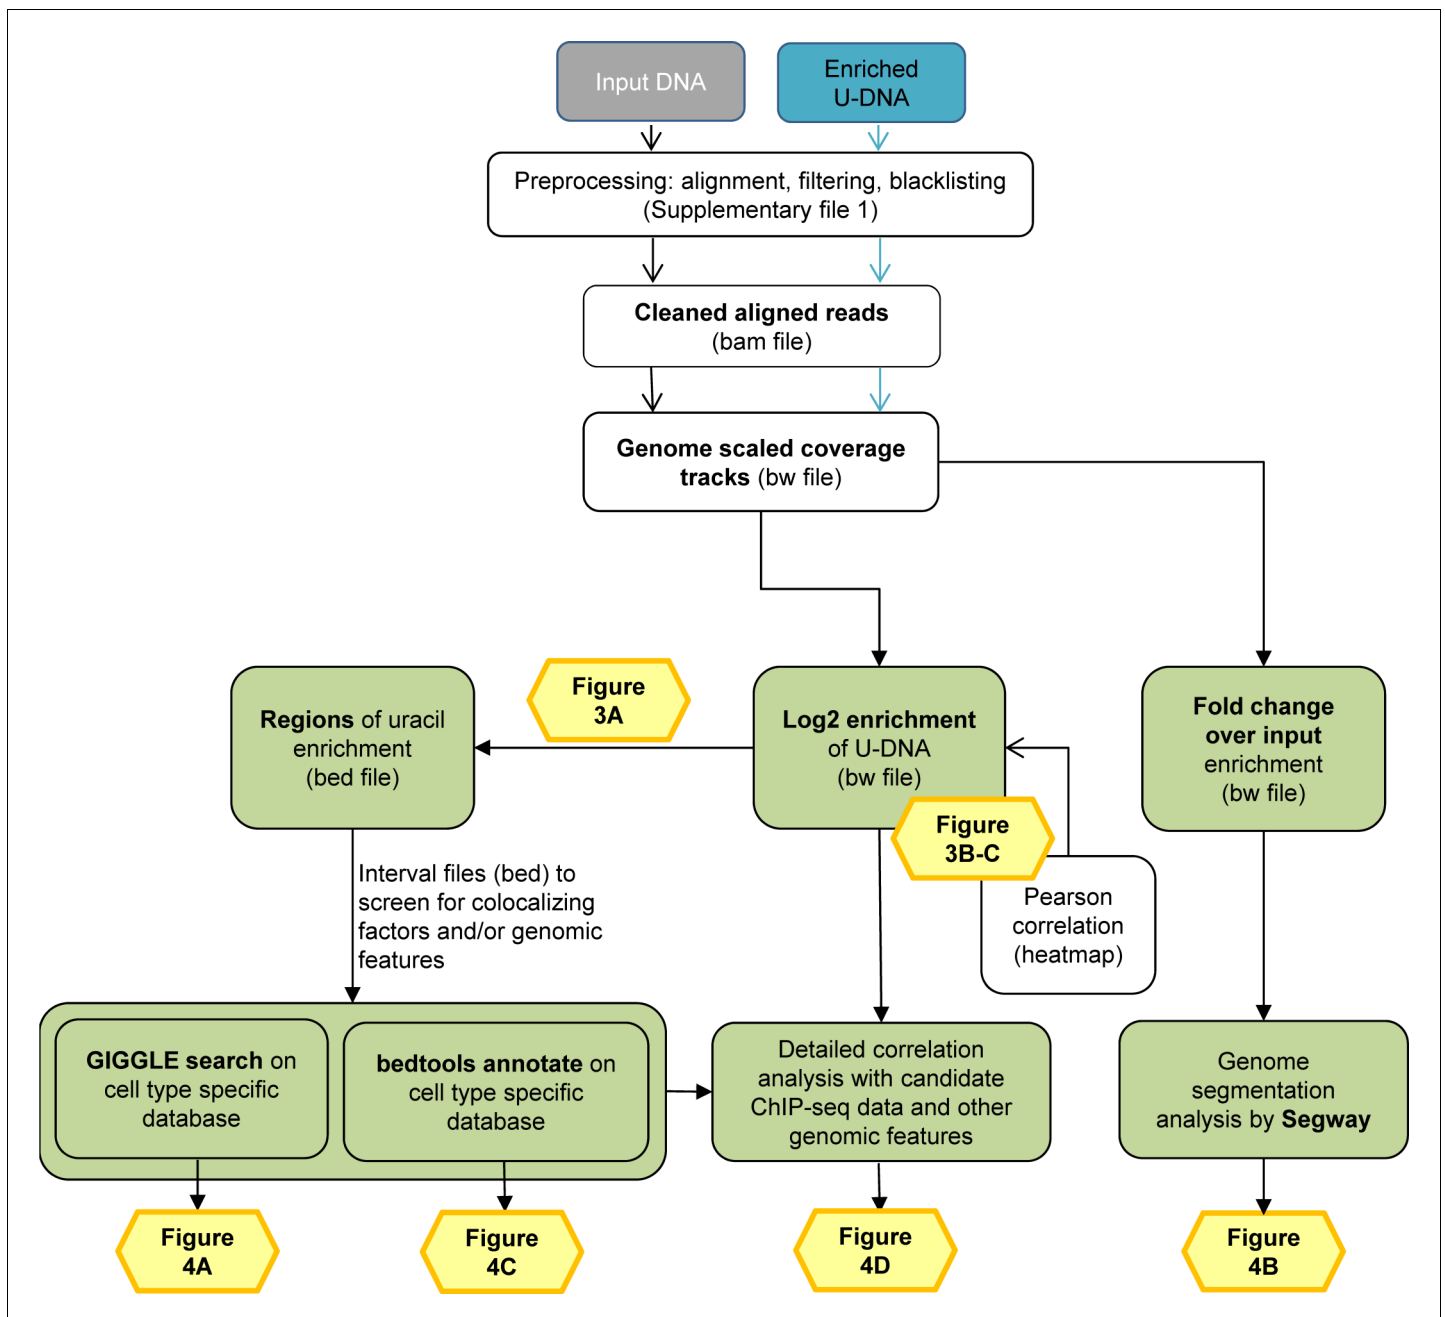 Input DNA
Enriched
U-DNA
Preprocessing: alignment, filtering, blacklisting
(Supplementary file 1)
Cleaned aligned reads
(bam file)
Genome scaled coverage
tracks (bw file)
Regions of uracil
enrichment
(bed file)
Figure
3A
Log2 enrichment
of U-DNA
(bw file)
Figure
3B-C
Fold change
over input
enrichment
(bw file)
Pearson
correlation
(heatmap)
Interval files (bed) to
screen for colocalizing
factors and/or genomic
features
GIGGLE search on
cell type specific
database
bedtools annotate on
cell type specific
database
Detailed correlation
analysis with candidate
ChIP-seq data and other
genomic features
Genome
segmentation
analysis by Segway
Figure
4A
Figure
4C
Figure
4D
Figure
4B